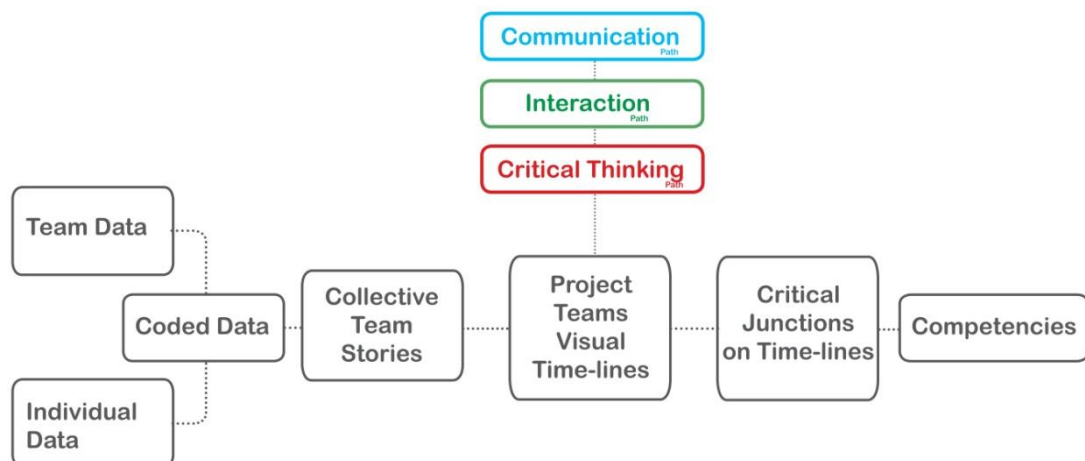 Communication
Path
Interaction
Path
Critical Thinking
Path
Team Data
Coded Data
Individual
Data
Collective
Team
Stories
Project
Teams
Visual
Time-lines
Critical
Junctions
on Time-lines
Competencies